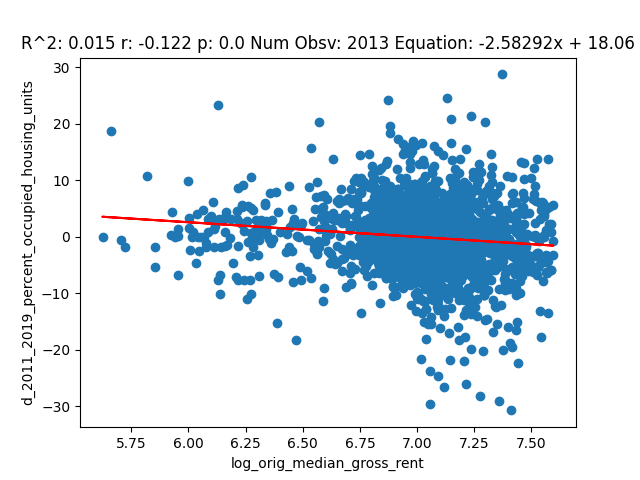 R^2: 0.015 r: -0.122 p: 0.0 Num Obsv: 2013 Equation: -2.58292x + 18.06
d_2011_2019_percent_occupied_housing_units
30
20
10
0
−10
−20
−30
5.75 6.00 6.25 6.50 6.75 7.00 7.25 7.50
log_orig_median_gross_rent